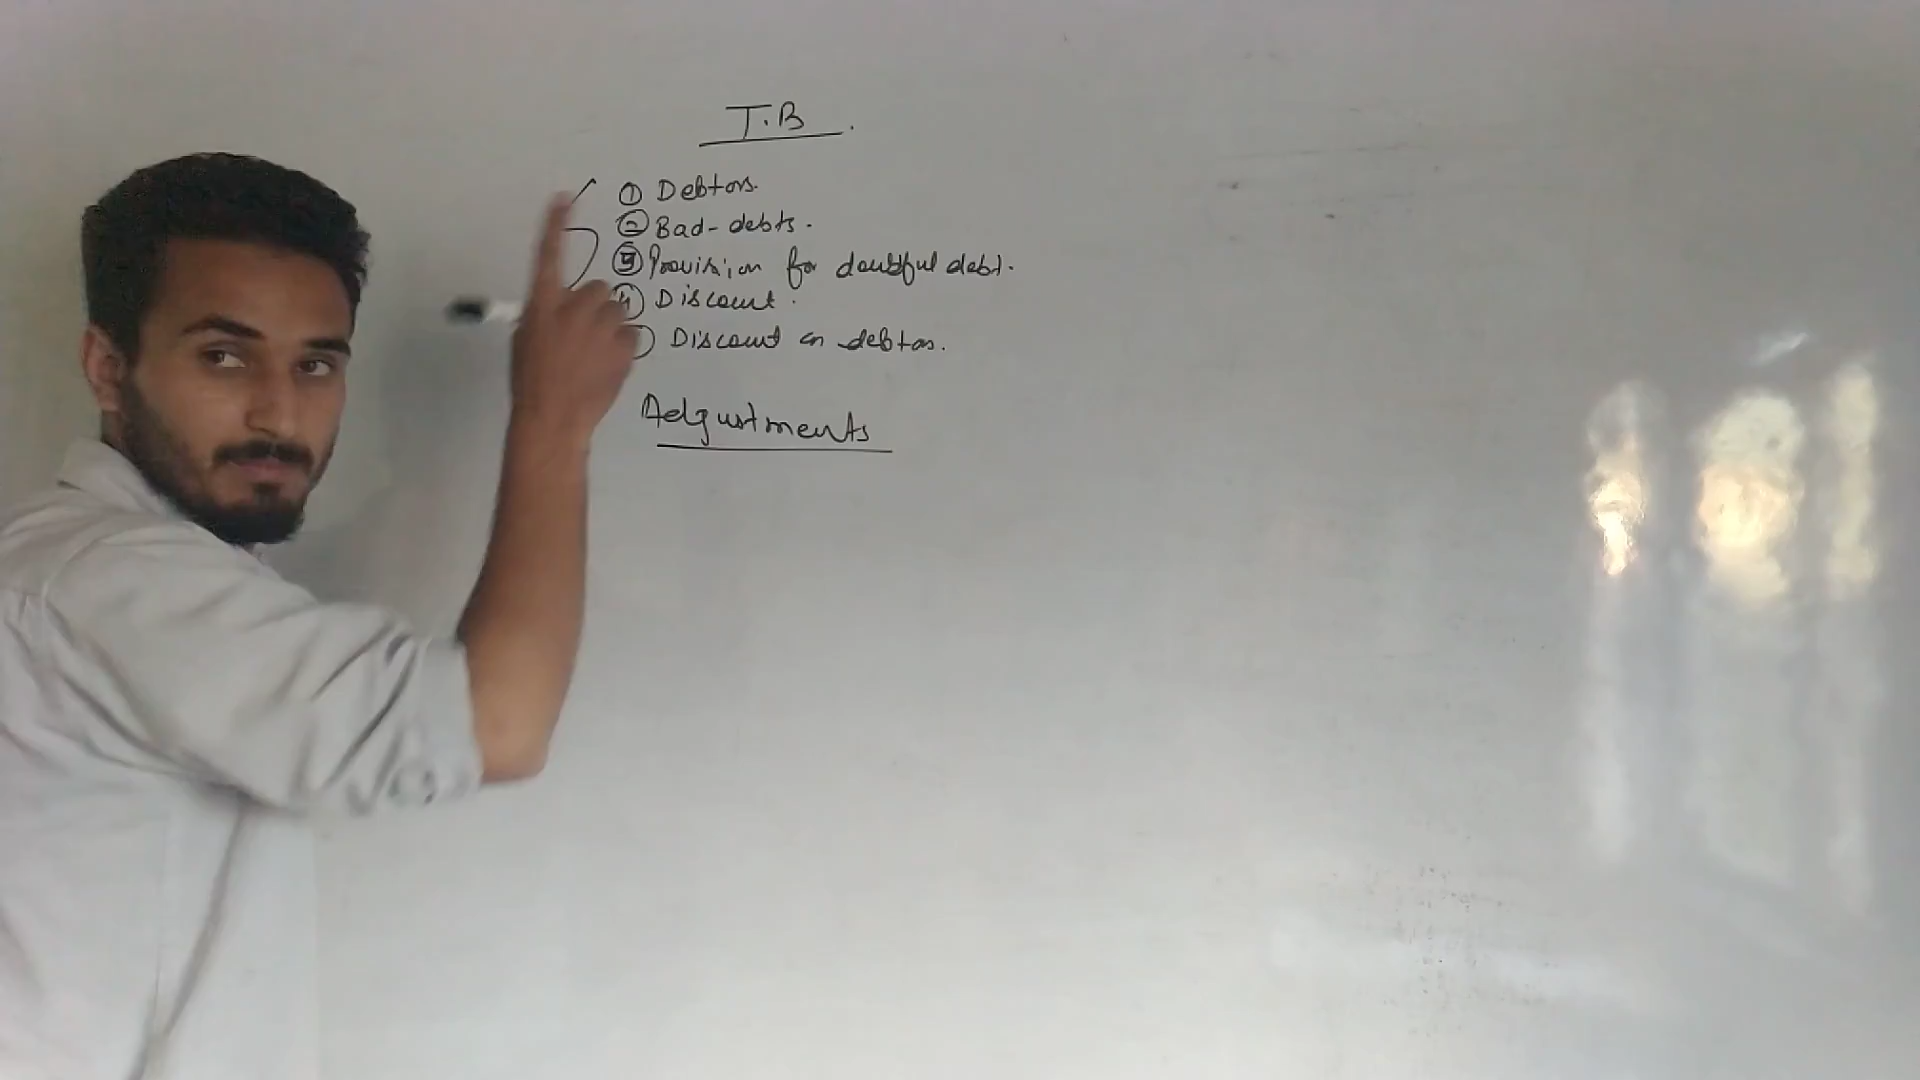 T.B.
① Debtors.
② Bad-debts.
③ Provision for doubtful debt.
④ Discount.
Discount on debtors.
Adjustments